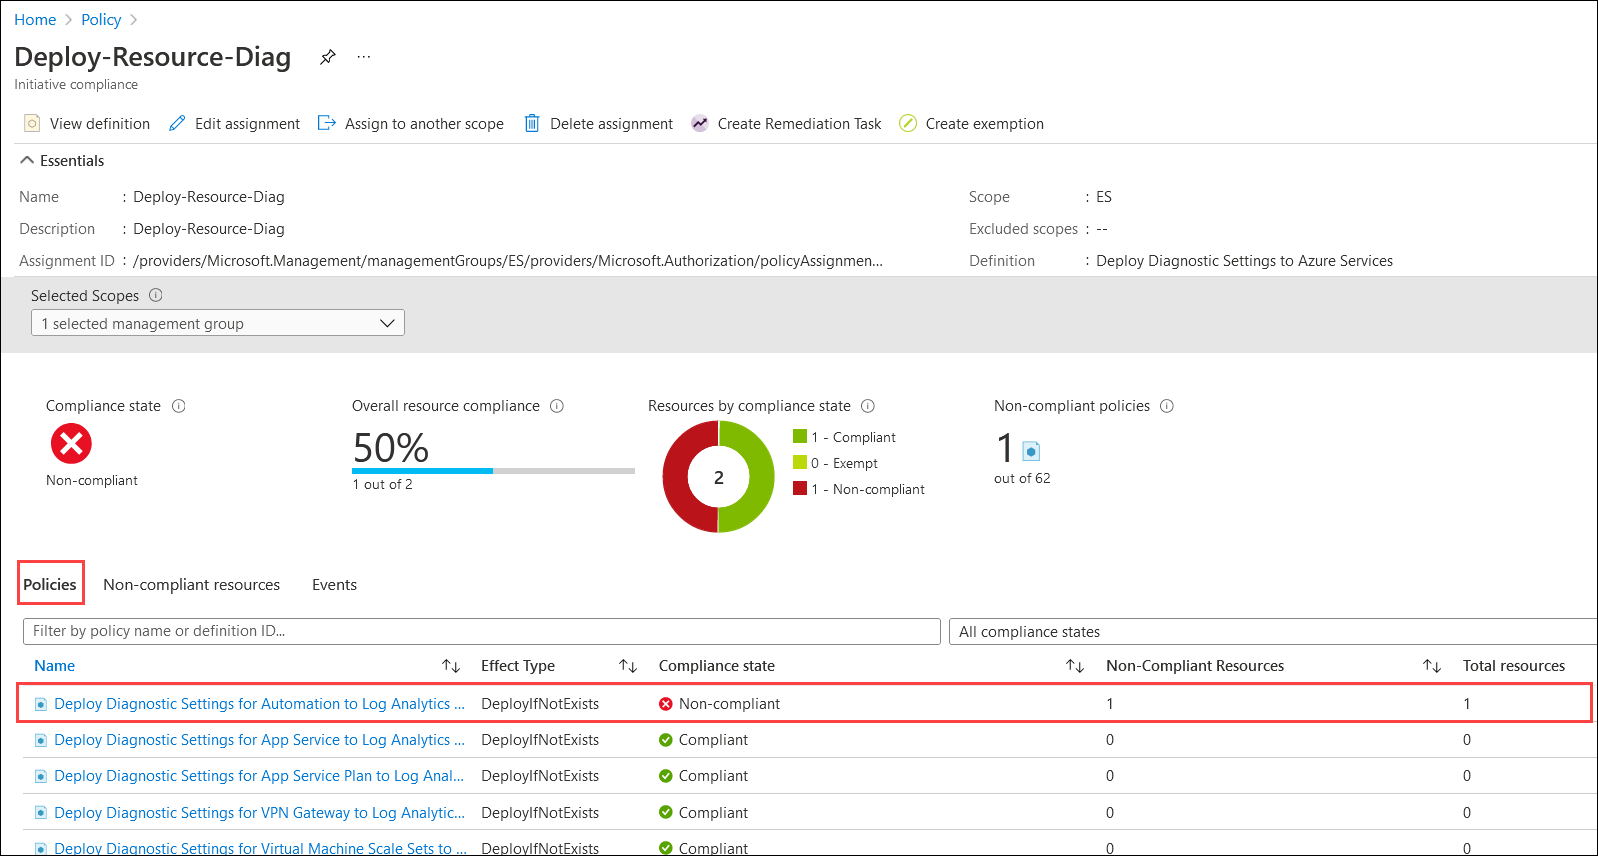 Home > Policy >
Deploy-Resource-Diag ...
Initiative compliance
View definition Edit assignment Assign to another scope Delete assignment Create Remediation Task Create exemption
Essentials
Name : Deploy-Resource-Diag Scope : ES
Description : Deploy-Resource-Diag Excluded scopes : --
Assignment ID : /providers/Microsoft.Management/managementGroups/ES/providers/Microsoft.Authorization/policyAssignmen... Definition : Deploy Diagnostic Settings to Azure Services
Selected Scopes
1 selected management group
Compliance state
Non-compliant
Overall resource compliance
50%
1 out of 2
Resources by compliance state
2
1 - Compliant
0 - Exempt
1 - Non-compliant
Non-compliant policies
1
out of 62
Policies Non-compliant resources Events
Filter by policy name or definition ID... All compliance states
Name Effect Type Compliance state Non-Compliant Resources Total resources
Deploy Diagnostic Settings for Automation to Log Analytics ... DeployIfNotExists Non-compliant 1 1
Deploy Diagnostic Settings for App Service to Log Analytics ... DeployIfNotExists Compliant 0 0
Deploy Diagnostic Settings for App Service Plan to Log Anal... DeployIfNotExists Compliant 0 0
Deploy Diagnostic Settings for VPN Gateway to Log Analytic... DeployIfNotExists Compliant 0 0
Deploy Diagnostic Settings for Virtual Machine Scale Sets to ... DeployIfNotExists Compliant 0 0